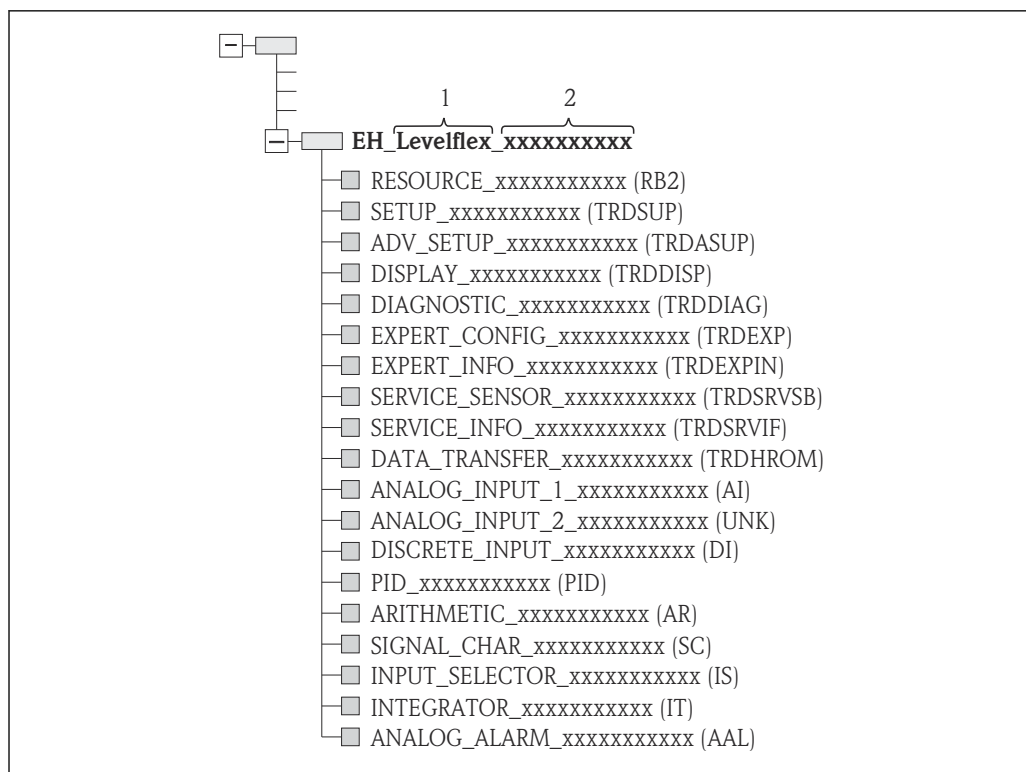 1 2
EH_Levelflex_xxxxxxxxxx
RESOURCE_xxxxxxxxxxx (RB2)
SETUP_xxxxxxxxxxx (TRDSUP)
ADV_SETUP_xxxxxxxxxxx (TRDASUP)
DISPLAY_xxxxxxxxxxx (TRDDISP)
DIAGNOSTIC_xxxxxxxxxxx (TRDDIAG)
EXPERT_CONFIG_xxxxxxxxxxx (TRDEXP)
EXPERT_INFO_xxxxxxxxxxx (TRDEXPIN)
SERVICE_SENSOR_xxxxxxxxxxx (TRDSRVSB)
SERVICE_INFO_xxxxxxxxxxx (TRDSRVIF)
DATA_TRANSFER_xxxxxxxxxxx (TRDHROM)
ANALOG_INPUT_1_xxxxxxxxxxx (AI)
ANALOG_INPUT_2_xxxxxxxxxxx (UNK)
DISCRETE_INPUT_xxxxxxxxxxx (DI)
PID_xxxxxxxxxxx (PID)
ARITHMETIC_xxxxxxxxxxx (AR)
SIGNAL_CHAR_xxxxxxxxxxx (SC)
INPUT_SELECTOR_xxxxxxxxxxx (IS)
INTEGRATOR_xxxxxxxxxxx (IT)
ANALOG_ALARM_xxxxxxxxxxx (AAL)